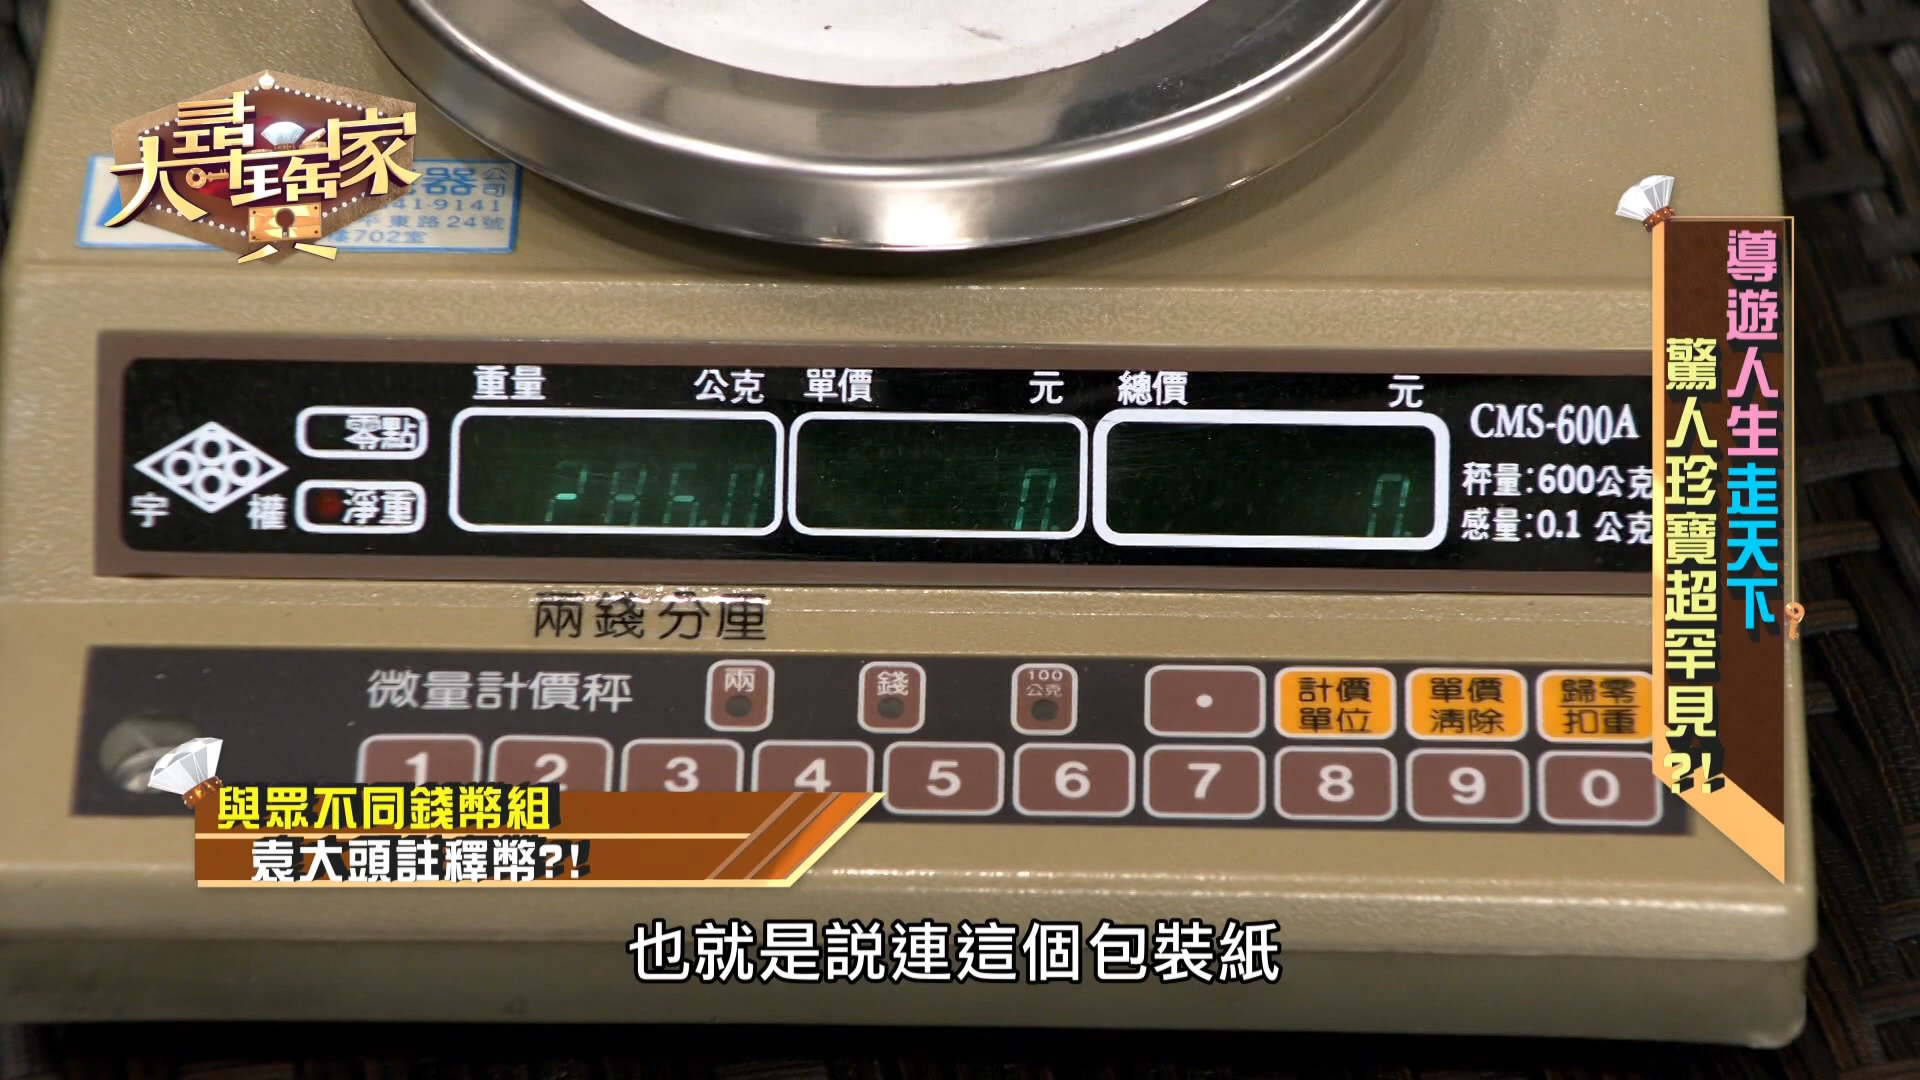 大尋寶家
器公司
41-9141
東路24號
702室
導遊人生走天下
驚人珍寶超罕見?!
重量 公克 單價 元 總價 元
零點
淨重
宇權
CMS-600A
秤量:600公克
感量:0.1 公克
兩錢分厘
微量計價秤
兩
錢
100公克
計價單位
單價清除
歸零扣重
1 2 3 4 5 6 7 8 9 0
與眾不同錢幣組
袁大頭註釋幣?!
也就是説連這個包裝紙